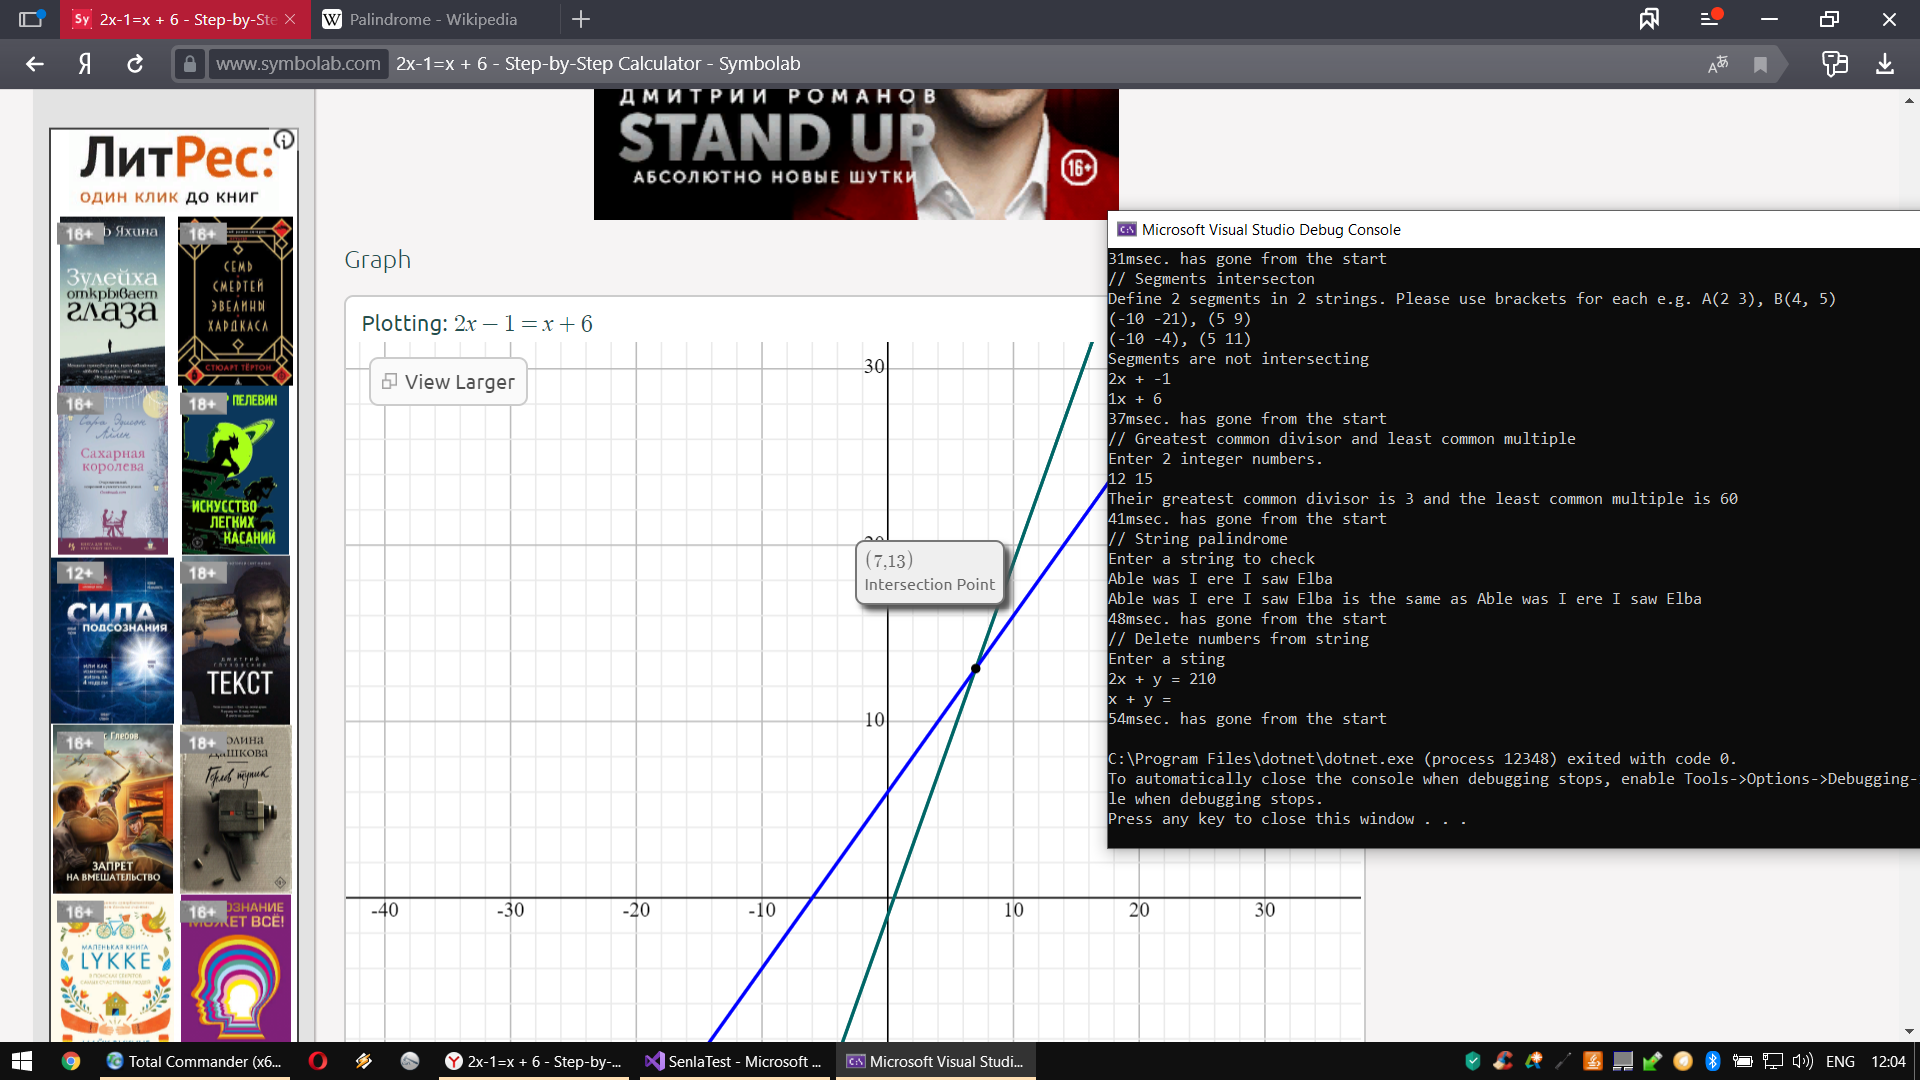 2x-1=x + 6 - Step-by-Ste
Palindrome - Wikipedia
www.symbolab.com
2x-1=x + 6 - Step-by-Step Calculator - Symbolab
ЛитРес:
ОДИН КЛИК ДО КНИГ
16+
Яхина
Зулейха
открывает
глаза
16+
СЕМЬ
СМЕРТЕЙ
ЭВЕЛИНЫ
ХАРДКАСЛ
СТЮАРТ ТЁРТОН
16+
Сахарная
королева
18+
ПЕЛЕВИН
ИСКУССТВО
ЛЕГКИХ
КАСАНИЙ
12+
СИЛА
ПОДСОЗНАНИЯ
18+
ДМИТРИЙ ГЛУХОВСКИЙ
ТЕКСТ
16+
Глебов
ЗАПРЕТ
НА ВМЕШАТЕЛЬСТВО
18+
ДАШКОВА
Горлов тупик
16+
МАЛЕНЬКАЯ КНИГА
LYKKE
16+
МОЖЕТ ВСЁ!
ДМИТРИЙ РОМАНОВ
STAND UP
АБСОЛЮТНО НОВЫЕ ШУТКИ
16+
Graph
Plotting: 2x − 1 = x + 6
View Larger
30
(7,13)
Intersection Point
10
-40
-30
-20
-10
10
20
30
Microsoft Visual Studio Debug Console
31msec. has gone from the start
// Segments intersecton
Define 2 segments in 2 strings. Please use brackets for each e.g. A(2 3), B(4, 5)
(-10 -21), (5 9)
(-10 -4), (5 11)
Segments are not intersecting
2x + -1
1x + 6
37msec. has gone from the start
// Greatest common divisor and least common multiple
Enter 2 integer numbers.
12 15
Their greatest common divisor is 3 and the least common multiple is 60
41msec. has gone from the start
// String palindrome
Enter a string to check
Able was I ere I saw Elba
Able was I ere I saw Elba is the same as Able was I ere I saw Elba
48msec. has gone from the start
// Delete numbers from string
Enter a sting
2x + y = 210
x + y =
54msec. has gone from the start
C:\Program Files\dotnet\dotnet.exe (process 12348) exited with code 0.
To automatically close the console when debugging stops, enable Tools->Options->Debugging-
le when debugging stops.
Press any key to close this window . . .
Total Commander (x6...
2x-1=x + 6 - Step-by-...
SenlaTest - Microsoft ...
Microsoft Visual Studi...
ENG
12:04